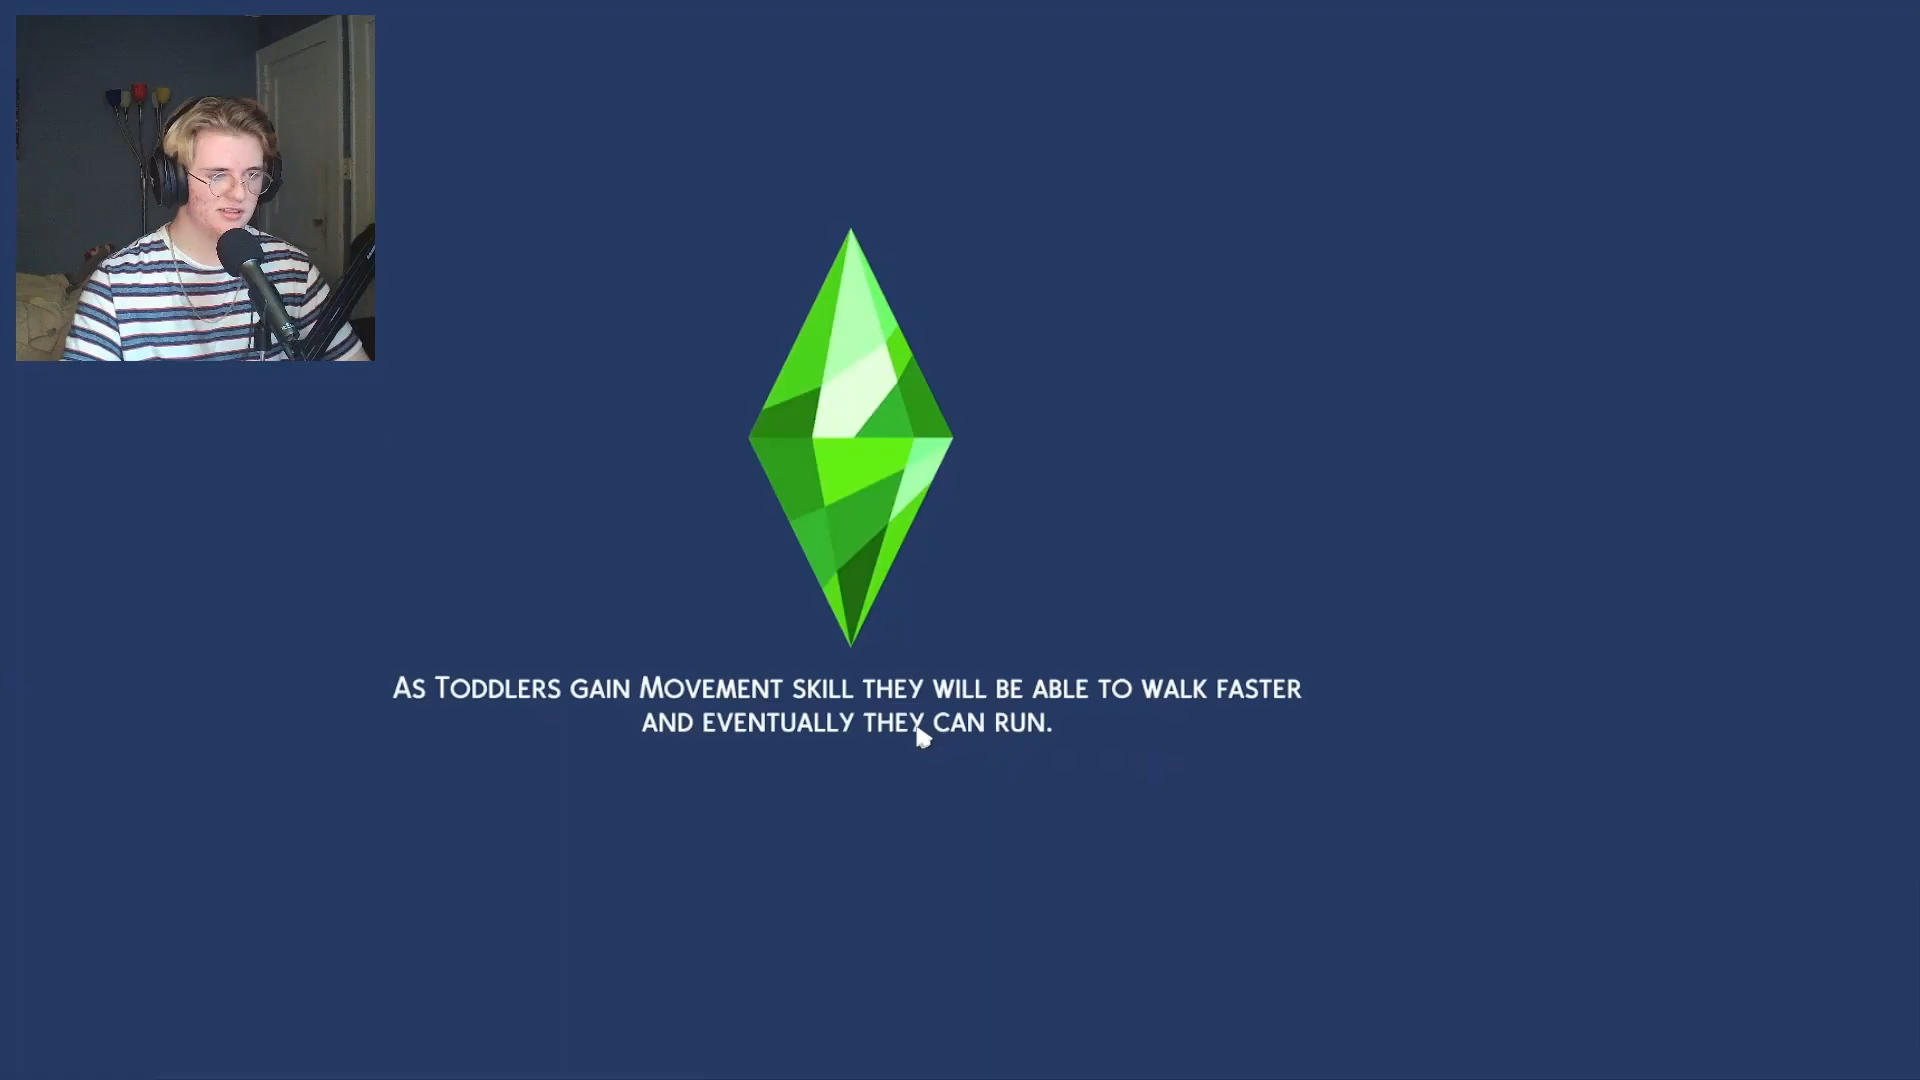 As Toddlers gain Movement skill they will be able to walk faster
and eventually they can run.